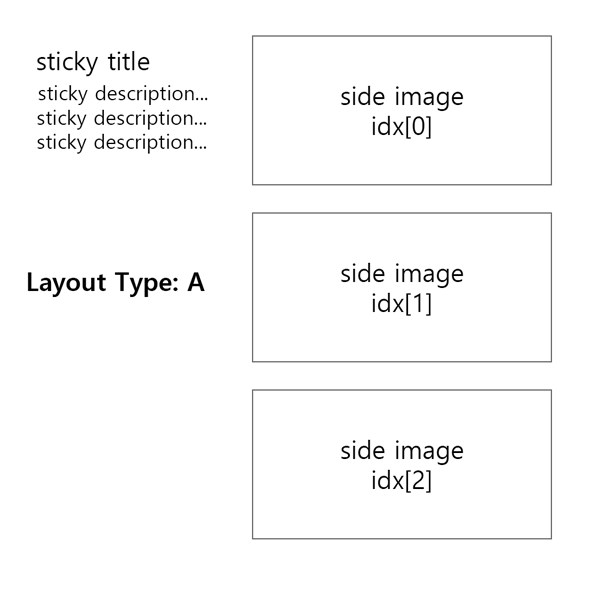 sticky title
sticky description...
sticky description...
sticky description...
side image
idx[0]
Layout Type: A
side image
idx[1]
side image
idx[2]